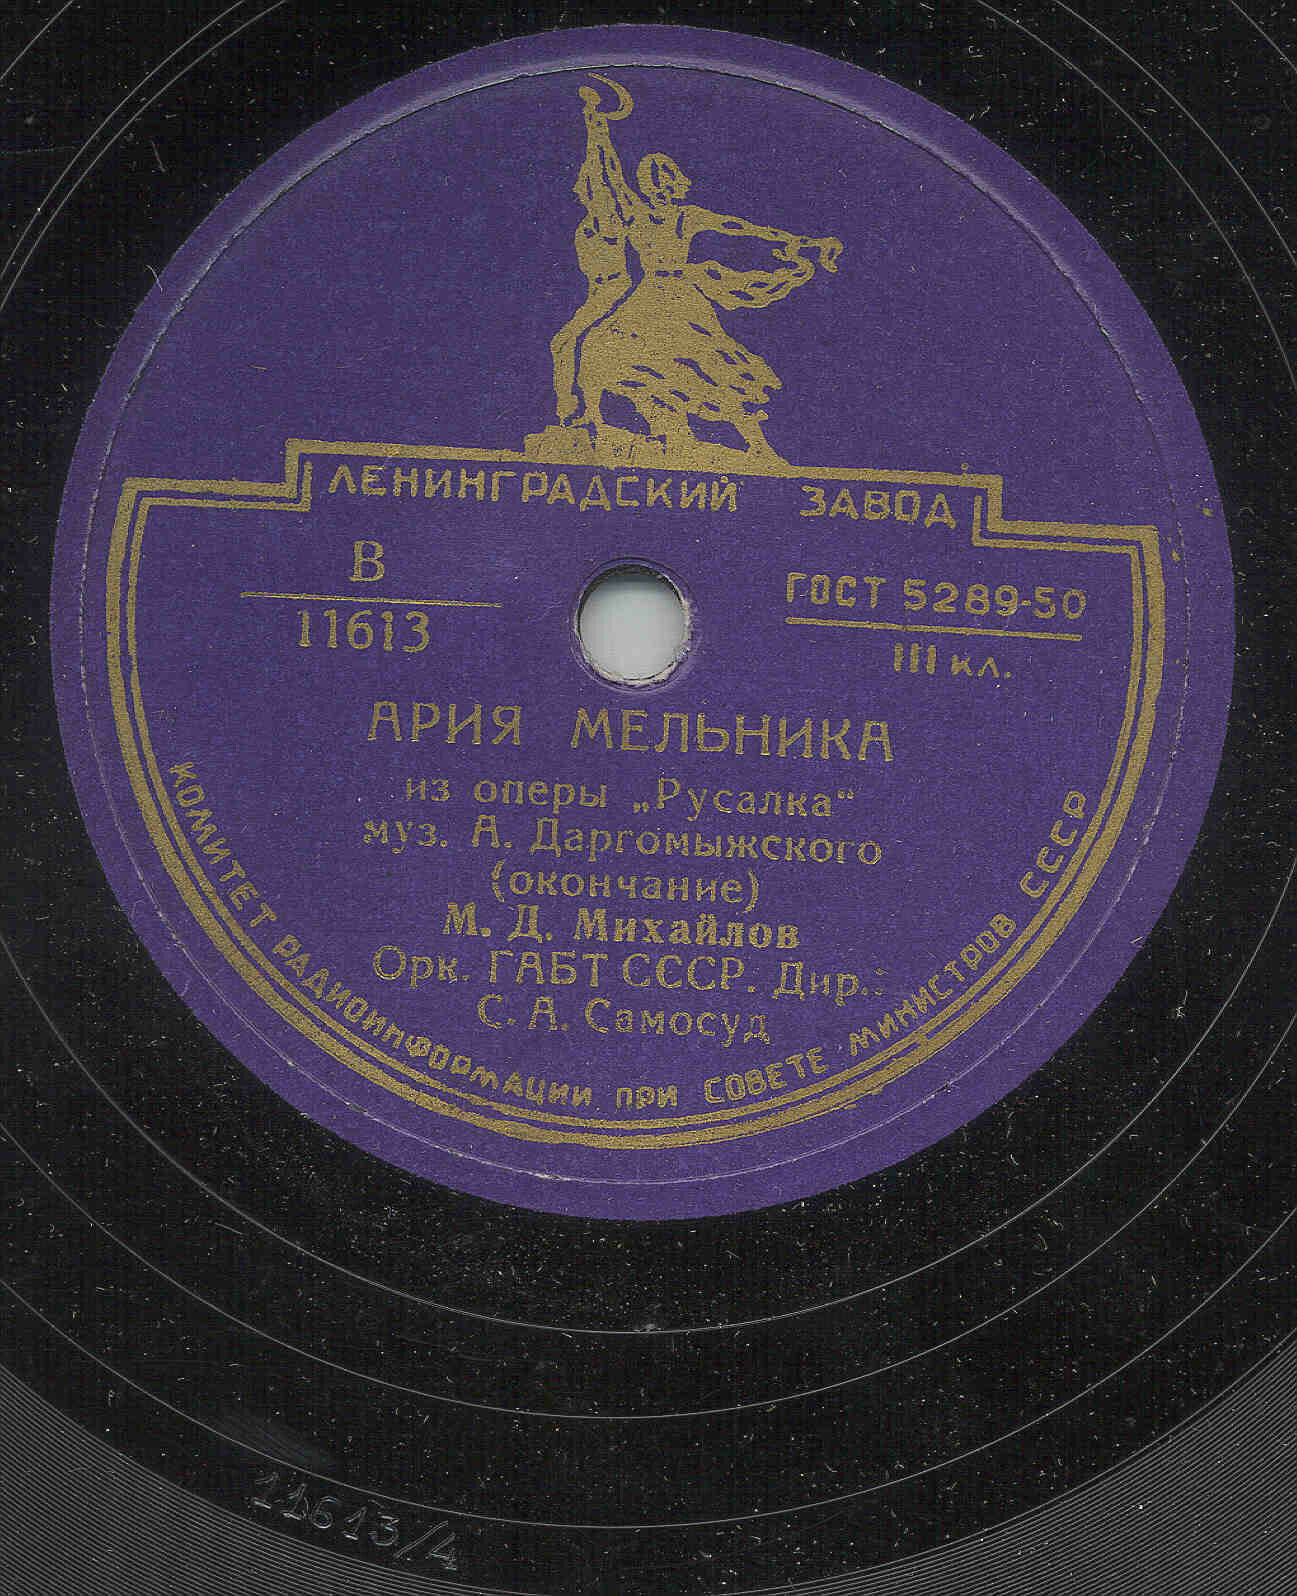 ЛЕНИНГРАДСКИЙ ЗАВОД
В
11613
ГОСТ 5289-50
III кл.
АРИЯ МЕЛЬНИКА
из оперы „Русалка“
муз. А. Даргомыжского
(окончание)
М. Д. Михайлов
Орк. ГАБТ СССР. Дир.:
С. А. Самосуд
КОМИТЕТ РАДИОИНФОРМАЦИИ ПРИ СОВЕТЕ МИНИСТРОВ СССР
11613/4